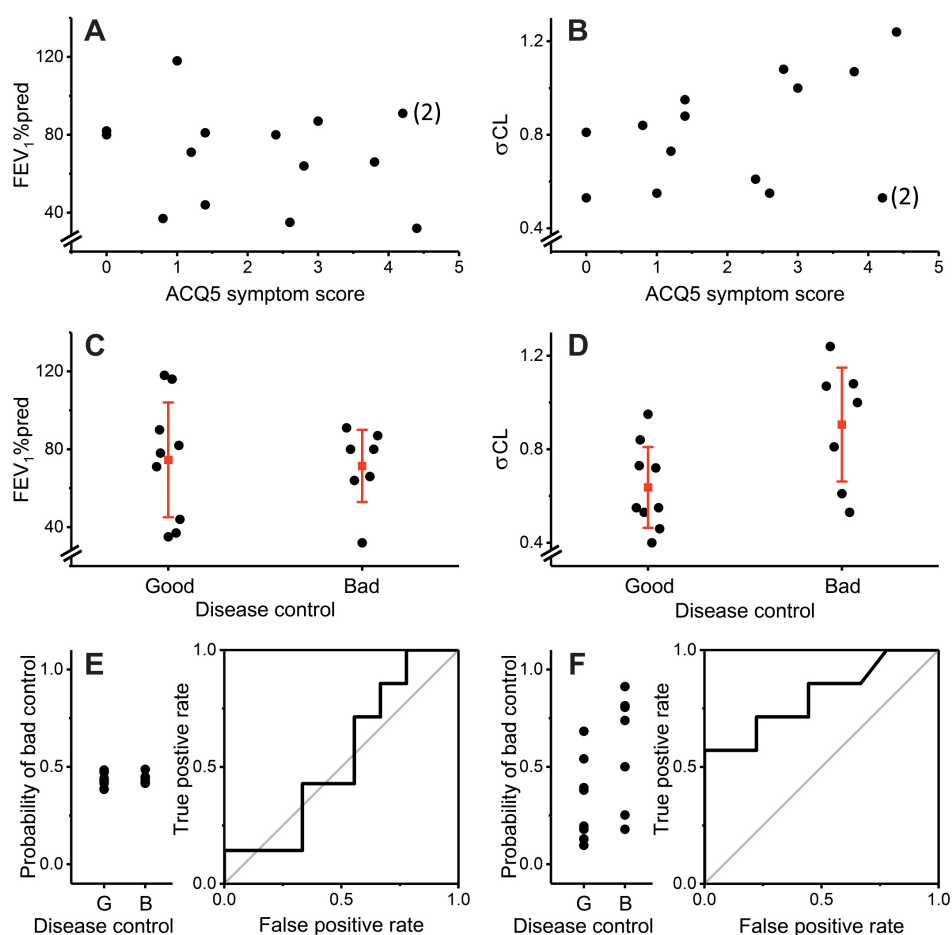 A
FEV1%pred
120
80
40
(2)
0 1 2 3 4 5
ACQ5 symptom score
B
σCL
1.2
0.8
0.4
(2)
0 1 2 3 4 5
ACQ5 symptom score
C
FEV1%pred
120
80
40
Good Bad
Disease control
D
σCL
1.2
0.8
0.4
Good Bad
Disease control
E
Probability of bad control
1.0
0.5
0.0
G B
Disease control
True postive rate
1.0
0.5
0.0
0.0 0.5 1.0
False positive rate
F
Probability of bad control
1.0
0.5
0.0
G B
Disease control
True postive rate
1.0
0.5
0.0
0.0 0.5 1.0
False positive rate